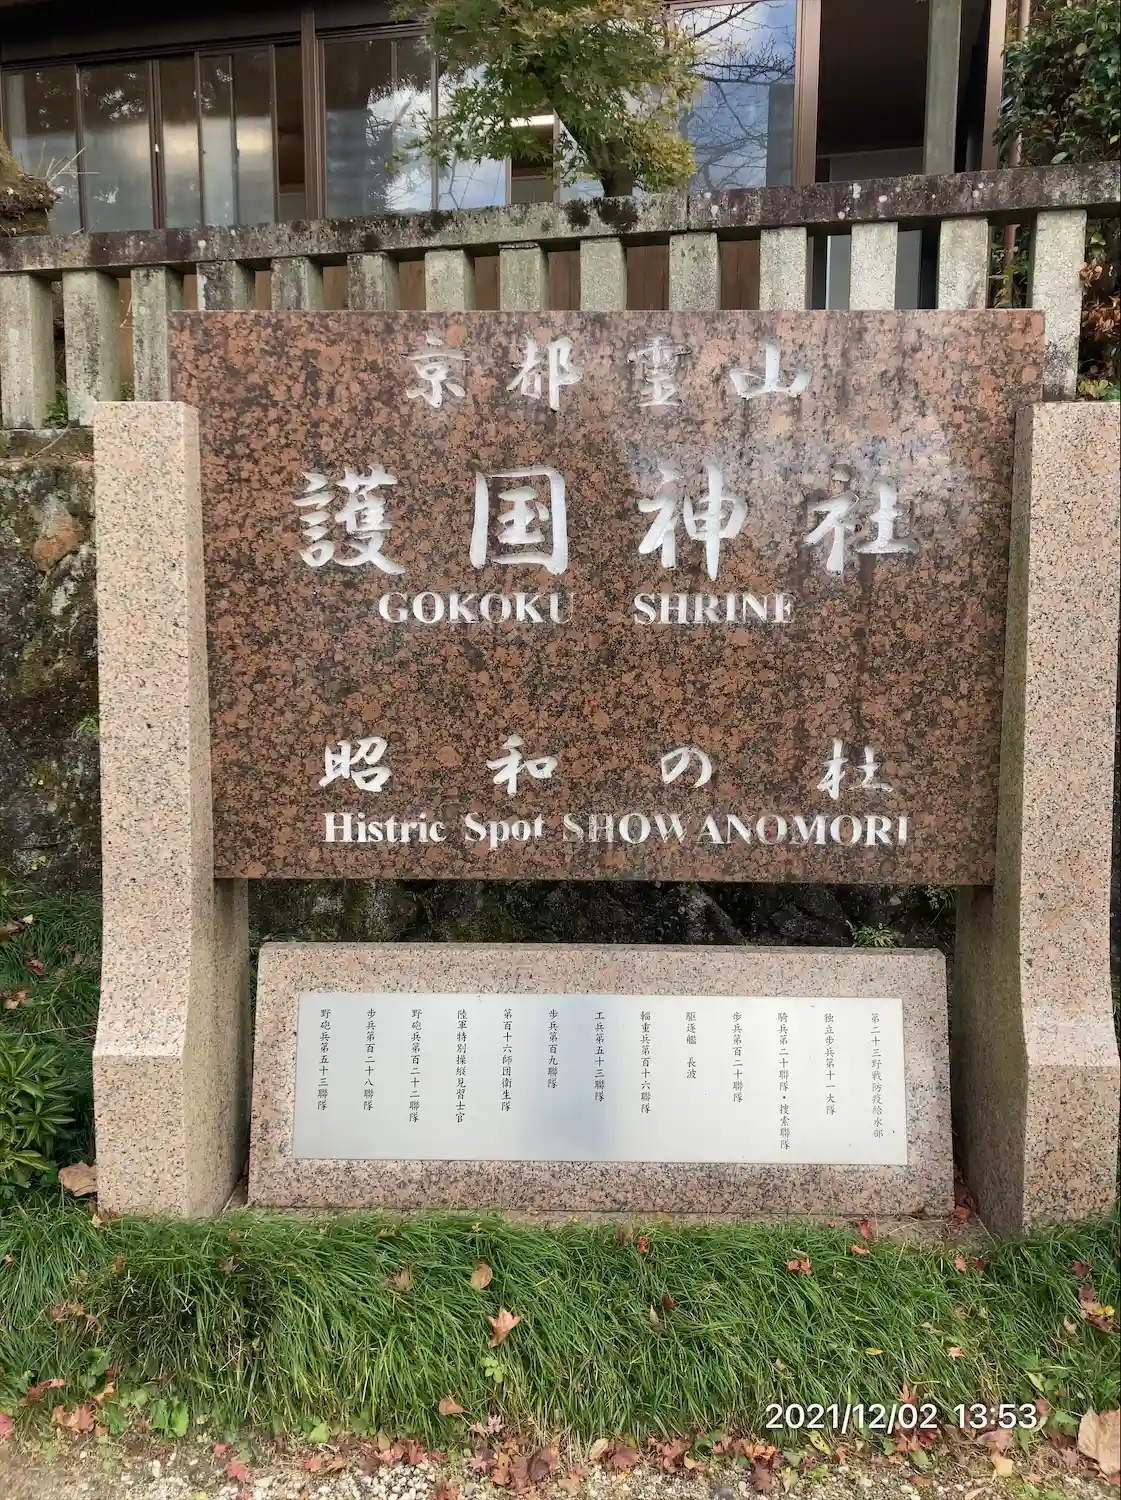 京都霊山
護国神社
GOKOKU SHRINE
昭和の杜
Histric Spot SHOWANOMORI
第二十三野戦防疫給水部
独立歩兵第十一大隊
騎兵第二十聯隊・捜索聯隊
歩兵第百二十聯隊
駆逐艦 長波
輜重兵第百十六聯隊
工兵第五十三聯隊
歩兵第百九聯隊
第百十六師団衛生隊
陸軍特別操縦見習士官
野砲兵第百二十二聯隊
歩兵第百二十八聯隊
野砲兵第五十三聯隊
2021/12/02 13:53